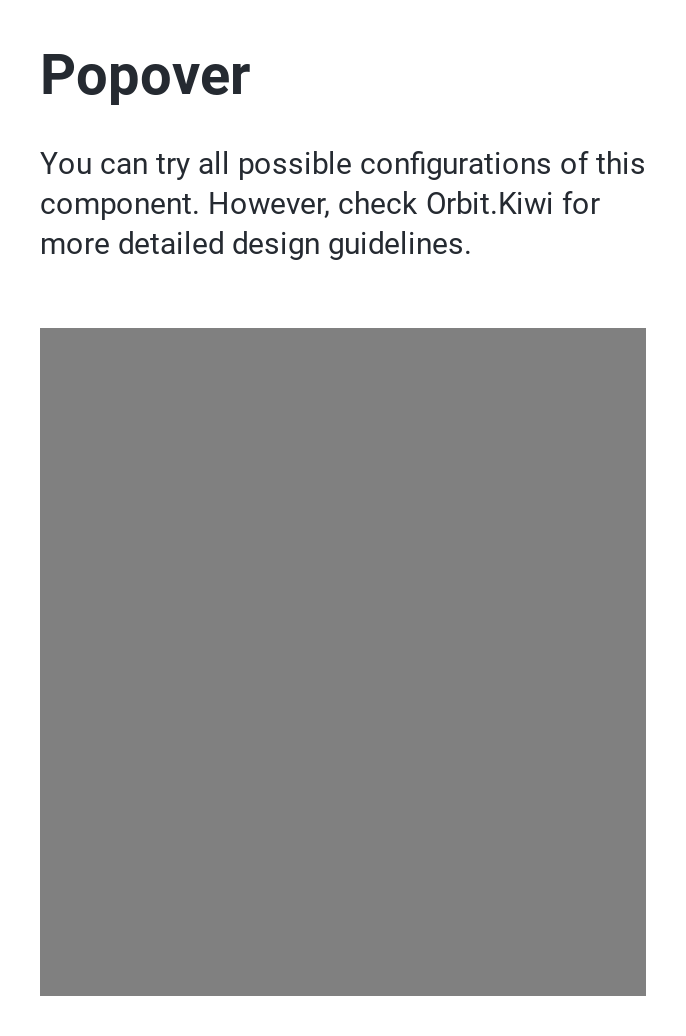 Popover
You can try all possible configurations of this
component. However, check Orbit.Kiwi for
more detailed design guidelines.